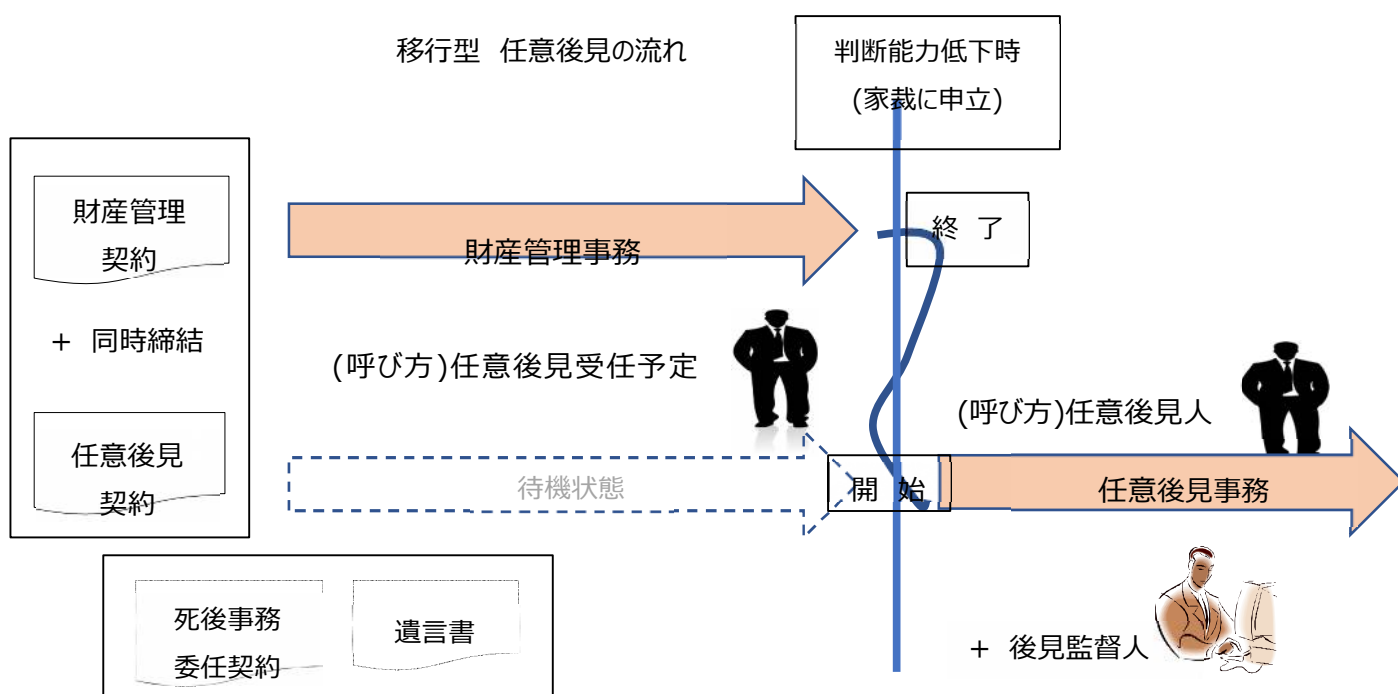 移行型 任意後見の流れ
判断能力低下時
(家裁に申立)
財産管理
契約
+ 同時締結
任意後見
契約
財産管理事務
終 了
(呼び方)任意後見受任予定
(呼び方)任意後見人
待機状態
開 始
任意後見事務
死後事務
委任契約
遺言書
+ 後見監督人